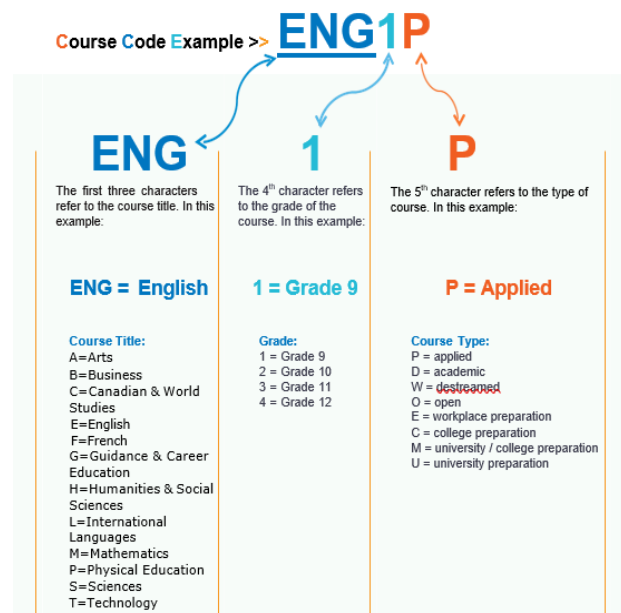 Course Code Example >> ENG1P
ENG
The first three characters
refer to the course title. In this
example:
ENG = English
Course Title:
A=Arts
B=Business
C=Canadian & World
Studies
E=English
F=French
G=Guidance & Career
Education
H=Humanities & Social
Sciences
L=International
Languages
M=Mathematics
P=Physical Education
S=Sciences
T=Technology
1
The 4th character refers
to the grade of the
course. In this example:
1 = Grade 9
Grade:
1 = Grade 9
2 = Grade 10
3 = Grade 11
4 = Grade 12
P
The 5th character refers to the type of
course. In this example:
P = Applied
Course Type:
P = applied
D = academic
W = destreamed
O = open
E = workplace preparation
C = college preparation
M = university / college preparation
U = university preparation